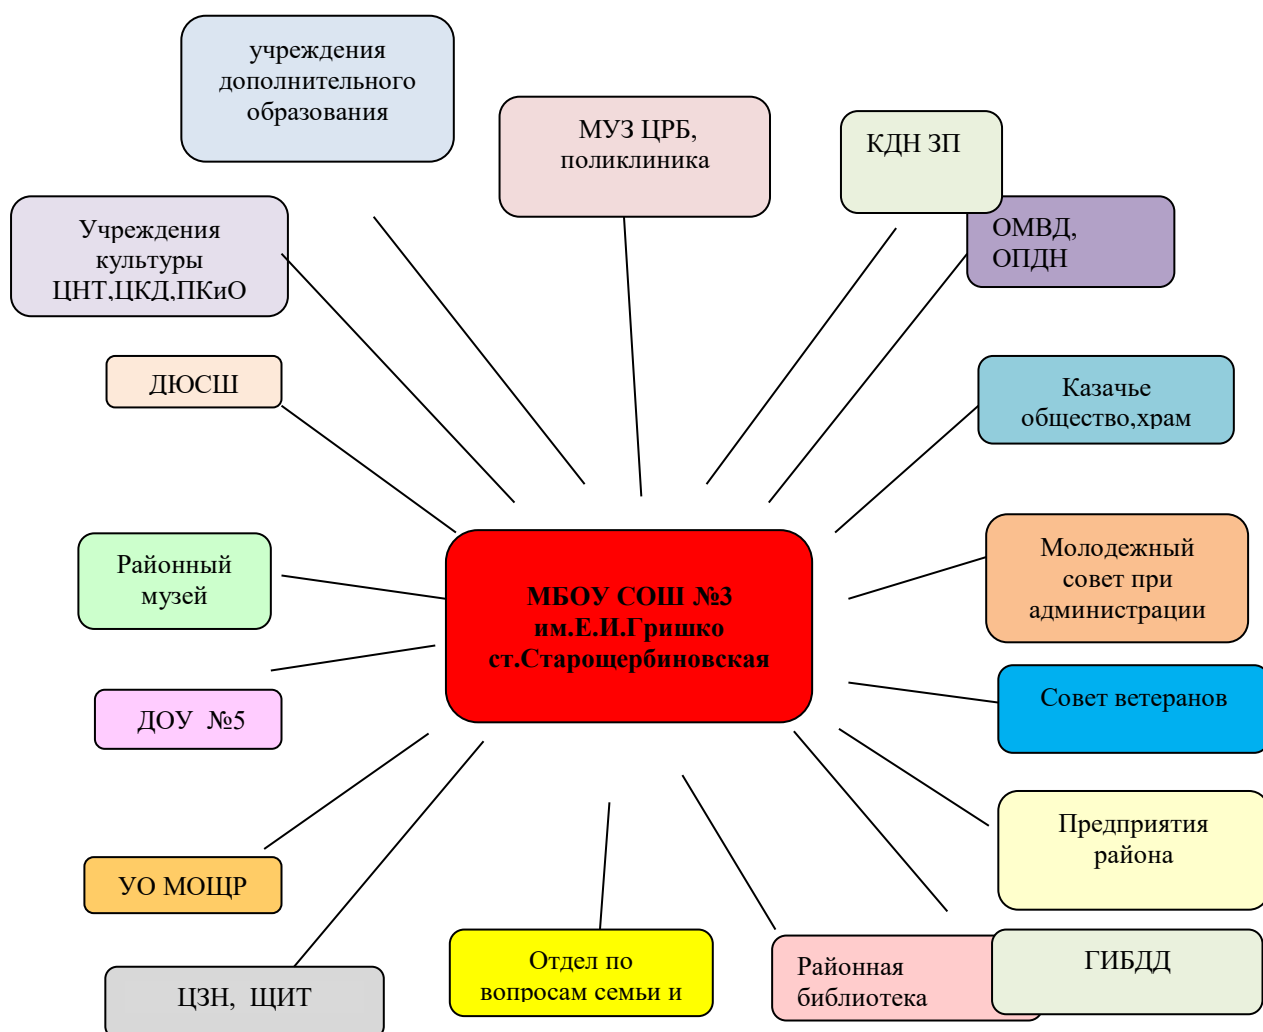 учреждения
дополнительного
образования
МУЗ ЦРБ,
поликлиника
КДН ЗП
ОМВД,
ОПДН
Учреждения
культуры
ЦНТ,ЦКД,ПКиО
ДЮСШ
Казачье
общество,храм
Районный
музей
МБОУ СОШ №3
им.Е.И.Гришко
ст.Старощербиновская
Молодежный
совет при
администрации
ДОУ №5
Совет ветеранов
УО МОЩР
Предприятия
района
ЦЗН, ЩИТ
Отдел по
вопросам семьи и
Районная
библиотека
ГИБДД